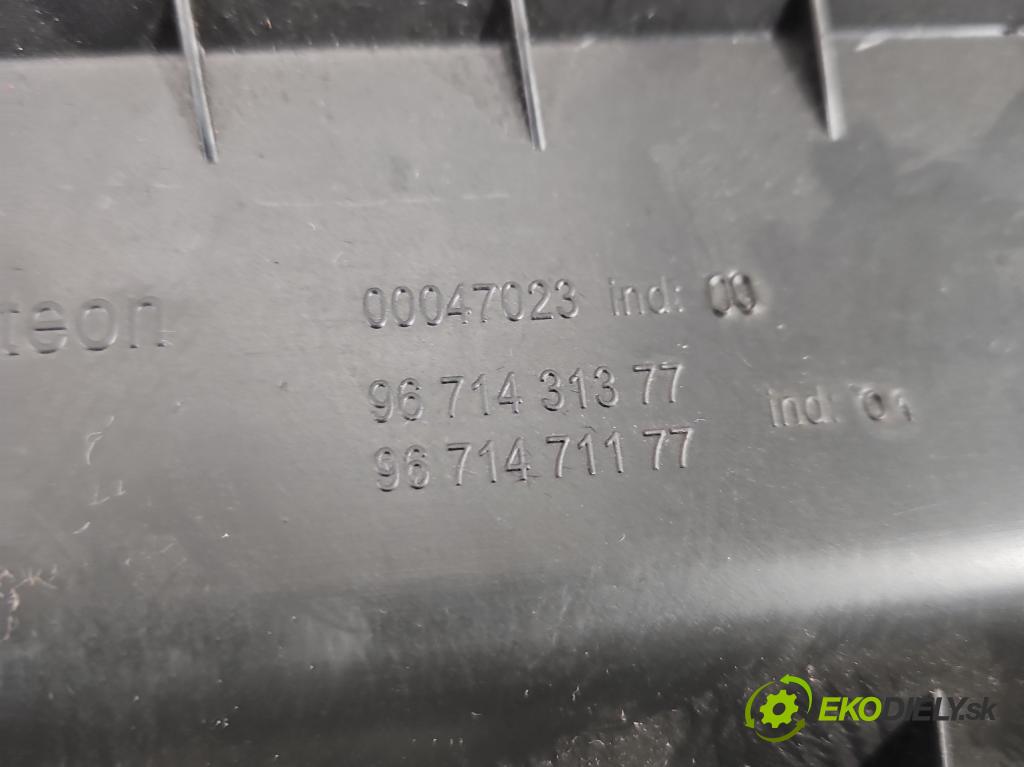 teon 00047023 ind: 00
96 714 313 77
96 714 711 77 ind: 01
EKODIELY.sk